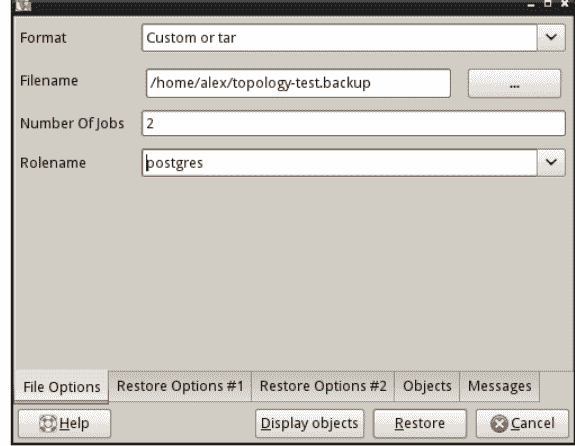 Format Custom or tar
Filename /home/alex/topology-test.backup ...
Number Of Jobs 2
Rolename postgres
File Options Restore Options #1 Restore Options #2 Objects Messages
Help Display objects Restore Cancel